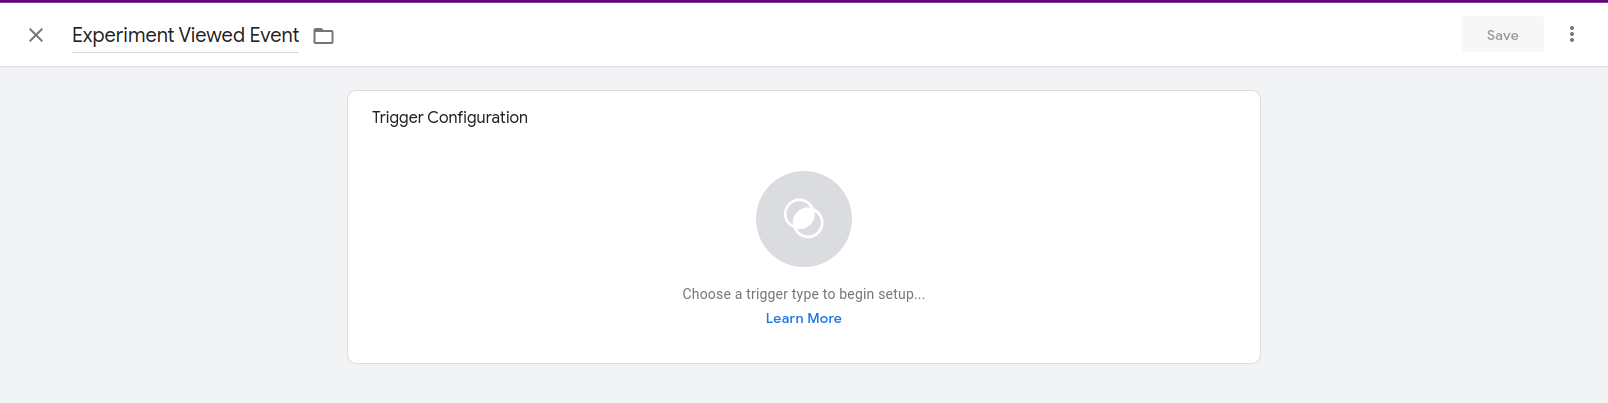 Experiment Viewed Event
Save
Trigger Configuration
Choose a trigger type to begin setup...
Learn More